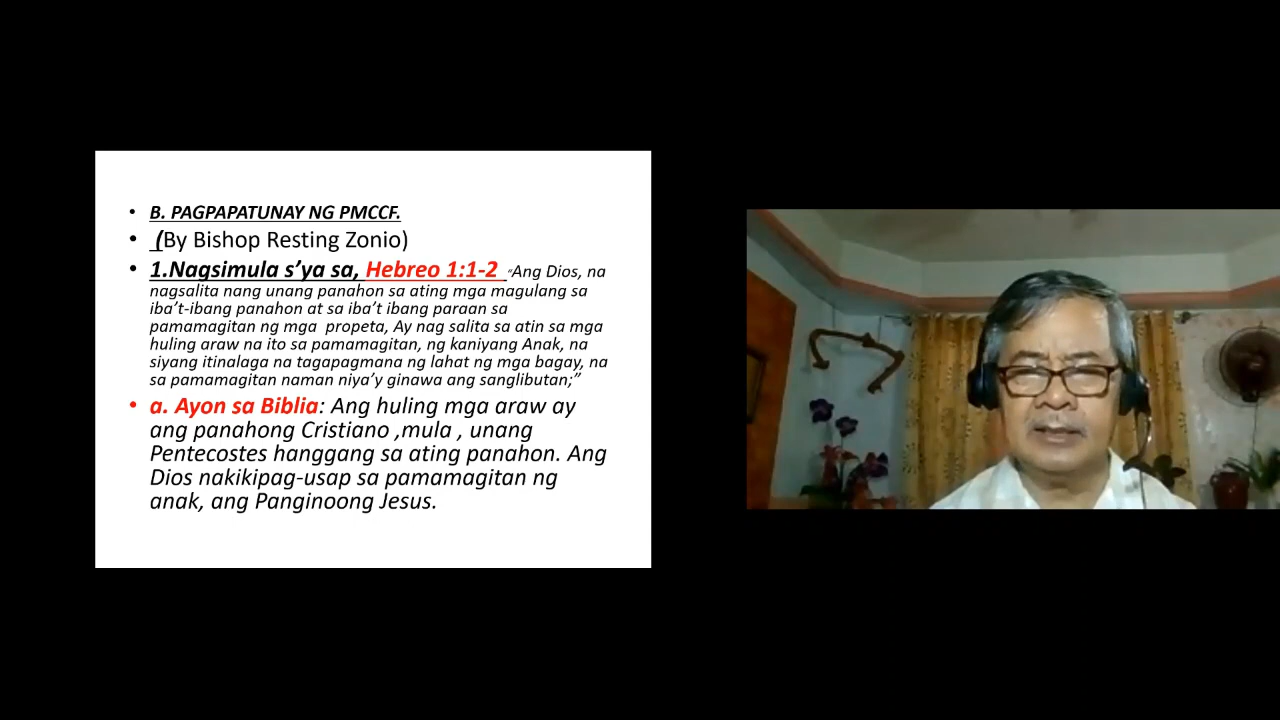 • B. PAGPAPATUNAY NG PMCCF.
• (By Bishop Resting Zonio)
• 1.Nagsimula s’ya sa, Hebreo 1:1-2 “Ang Dios, na
nagsalita nang unang panahon sa ating mga magulang sa
iba’t-ibang panahon at sa iba’t ibang paraan sa
pamamagitan ng mga propeta, Ay nag salita sa atin sa mga
huling araw na ito sa pamamagitan, ng kaniyang Anak, na
siyang itinalaga na tagapagmana ng lahat ng mga bagay, na
sa pamamagitan naman niya’y ginawa ang sanglibutan;”
• a. Ayon sa Biblia: Ang huling mga araw ay
ang panahong Cristiano ,mula , unang
Pentecostes hanggang sa ating panahon. Ang
Dios nakikipag-usap sa pamamagitan ng
anak, ang Panginoong Jesus.